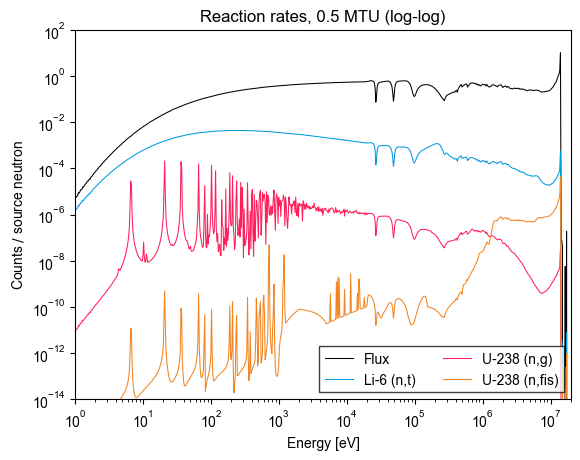 Reaction rates, 0.5 MTU (log-log)
Counts / source neutron
10^2
10^0
10^-2
10^-4
10^-6
10^-8
10^-10
10^-12
10^-14
Flux
Li-6 (n,t)
U-238 (n,g)
U-238 (n,fis)
10^0 10^1 10^2 10^3 10^4 10^5 10^6 10^7
Energy [eV]